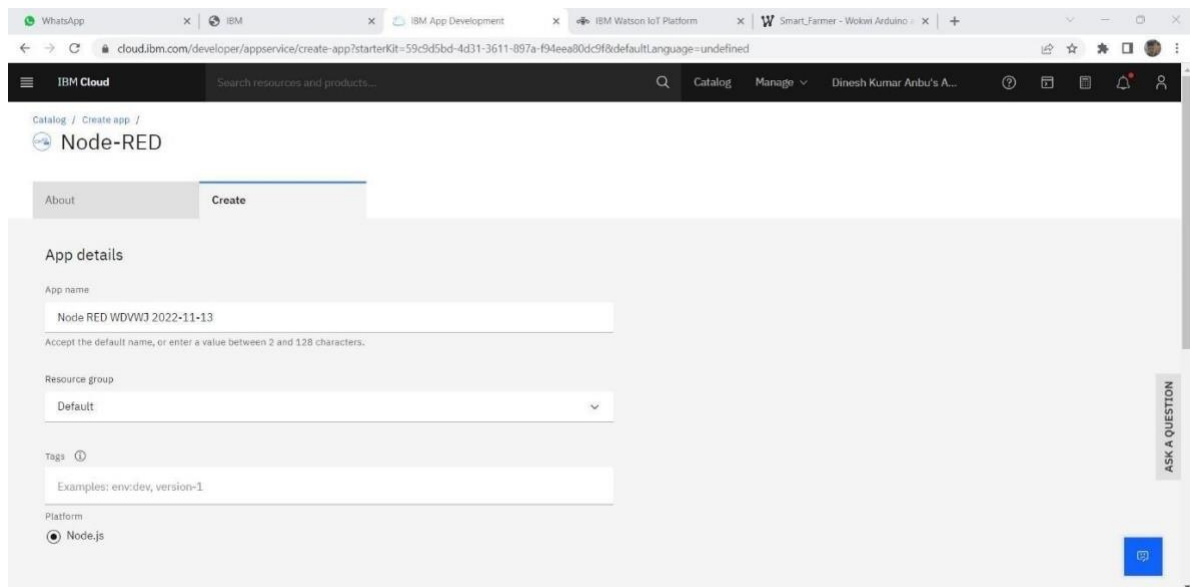 WhatsApp
IBM
IBM App Development
IBM Watson IoT Platform
Smart_Farmer - Wokwi Arduino
cloud.ibm.com/developer/appservice/create-app?starterKit=59c9d5bd-4d31-3611-897a-f94eea80dc9f&defaultLanguage=undefined
IBM Cloud
Search resources and products...
Catalog
Manage
Dinesh Kumar Anbu's A...
Catalog / Create app /
Node-RED
About
Create
App details
App name
Node RED WDVWJ 2022-11-13
Accept the default name, or enter a value between 2 and 128 characters.
Resource group
Default
Tags
Examples: env:dev, version-1
Platform
Node.js
ASK A QUESTION